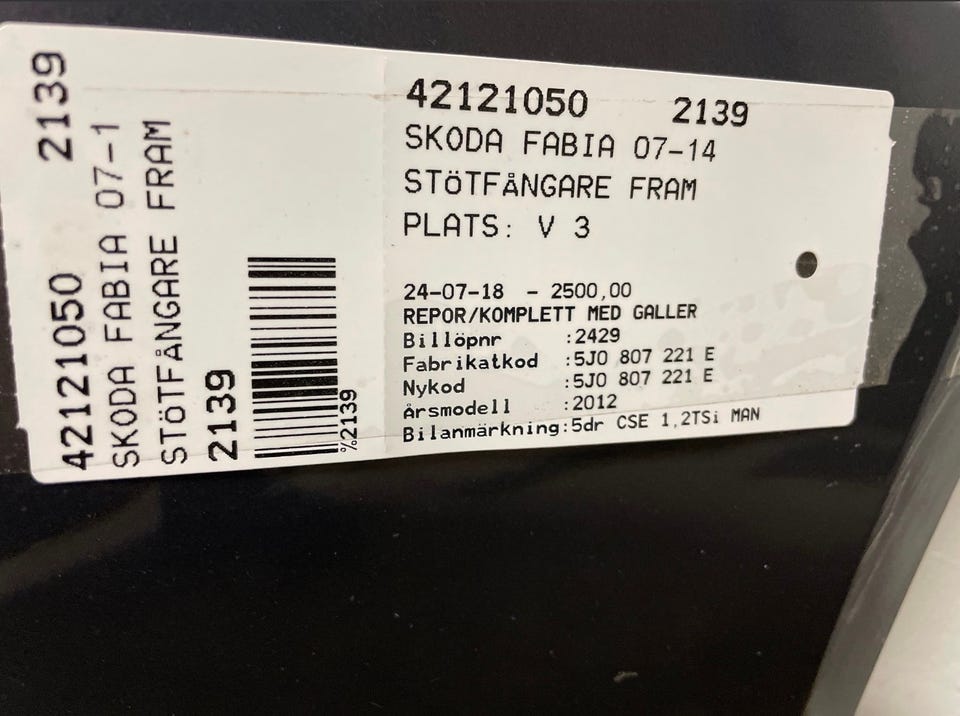 42121050 2139
SKODA FABIA 07-1
STÖTFÅNGARE FRAM
2139
%2139
42121050 2139
SKODA FABIA 07-14
STÖTFÅNGARE FRAM
PLATS: V 3
24-07-18 - 2500,00
REPOR/KOMPLETT MED GALLER
Billöpnr :2429
Fabrikatkod :5J0 807 221 E
Nykod :5J0 807 221 E
Årsmodell :2012
Bilanmärkning:5dr CSE 1,2TSi MAN